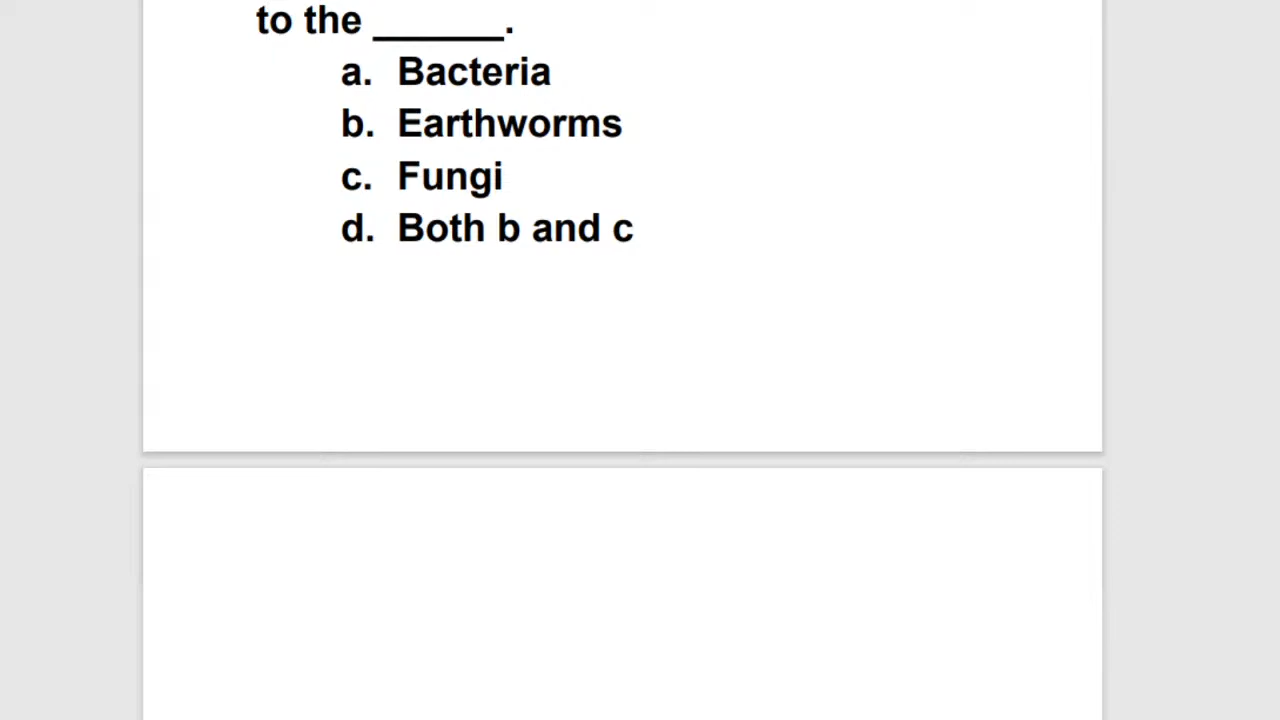 to the ______.
a. Bacteria
b. Earthworms
c. Fungi
d. Both b and c